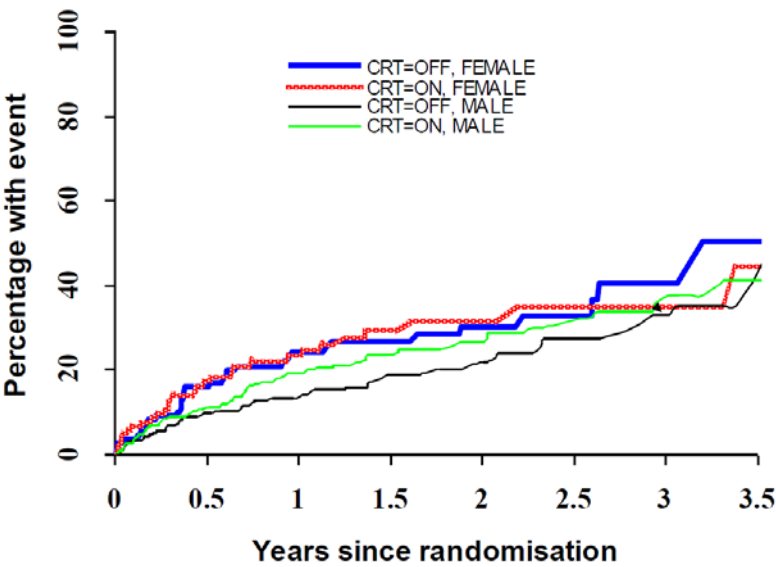 100
80
60
40
20
0
Percentage with event
CRT=OFF, FEMALE
CRT=ON, FEMALE
CRT=OFF, MALE
CRT=ON, MALE
0 0.5 1 1.5 2 2.5 3 3.5
Years since randomisation